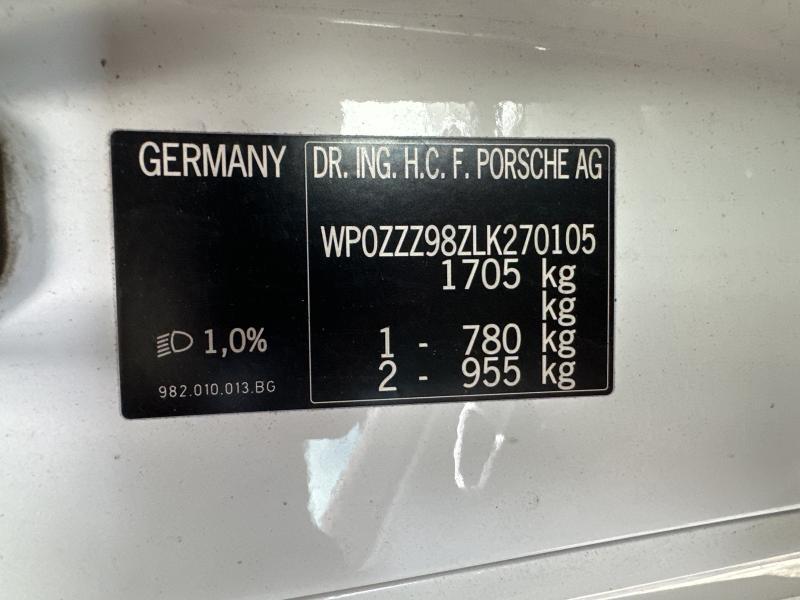 GERMANY
DR. ING. H.C. F. PORSCHE AG
WP0ZZZ98ZLK270105
1705 kg
kg
1 - 780 kg
2 - 955 kg
1,0%
982.010.013.BG